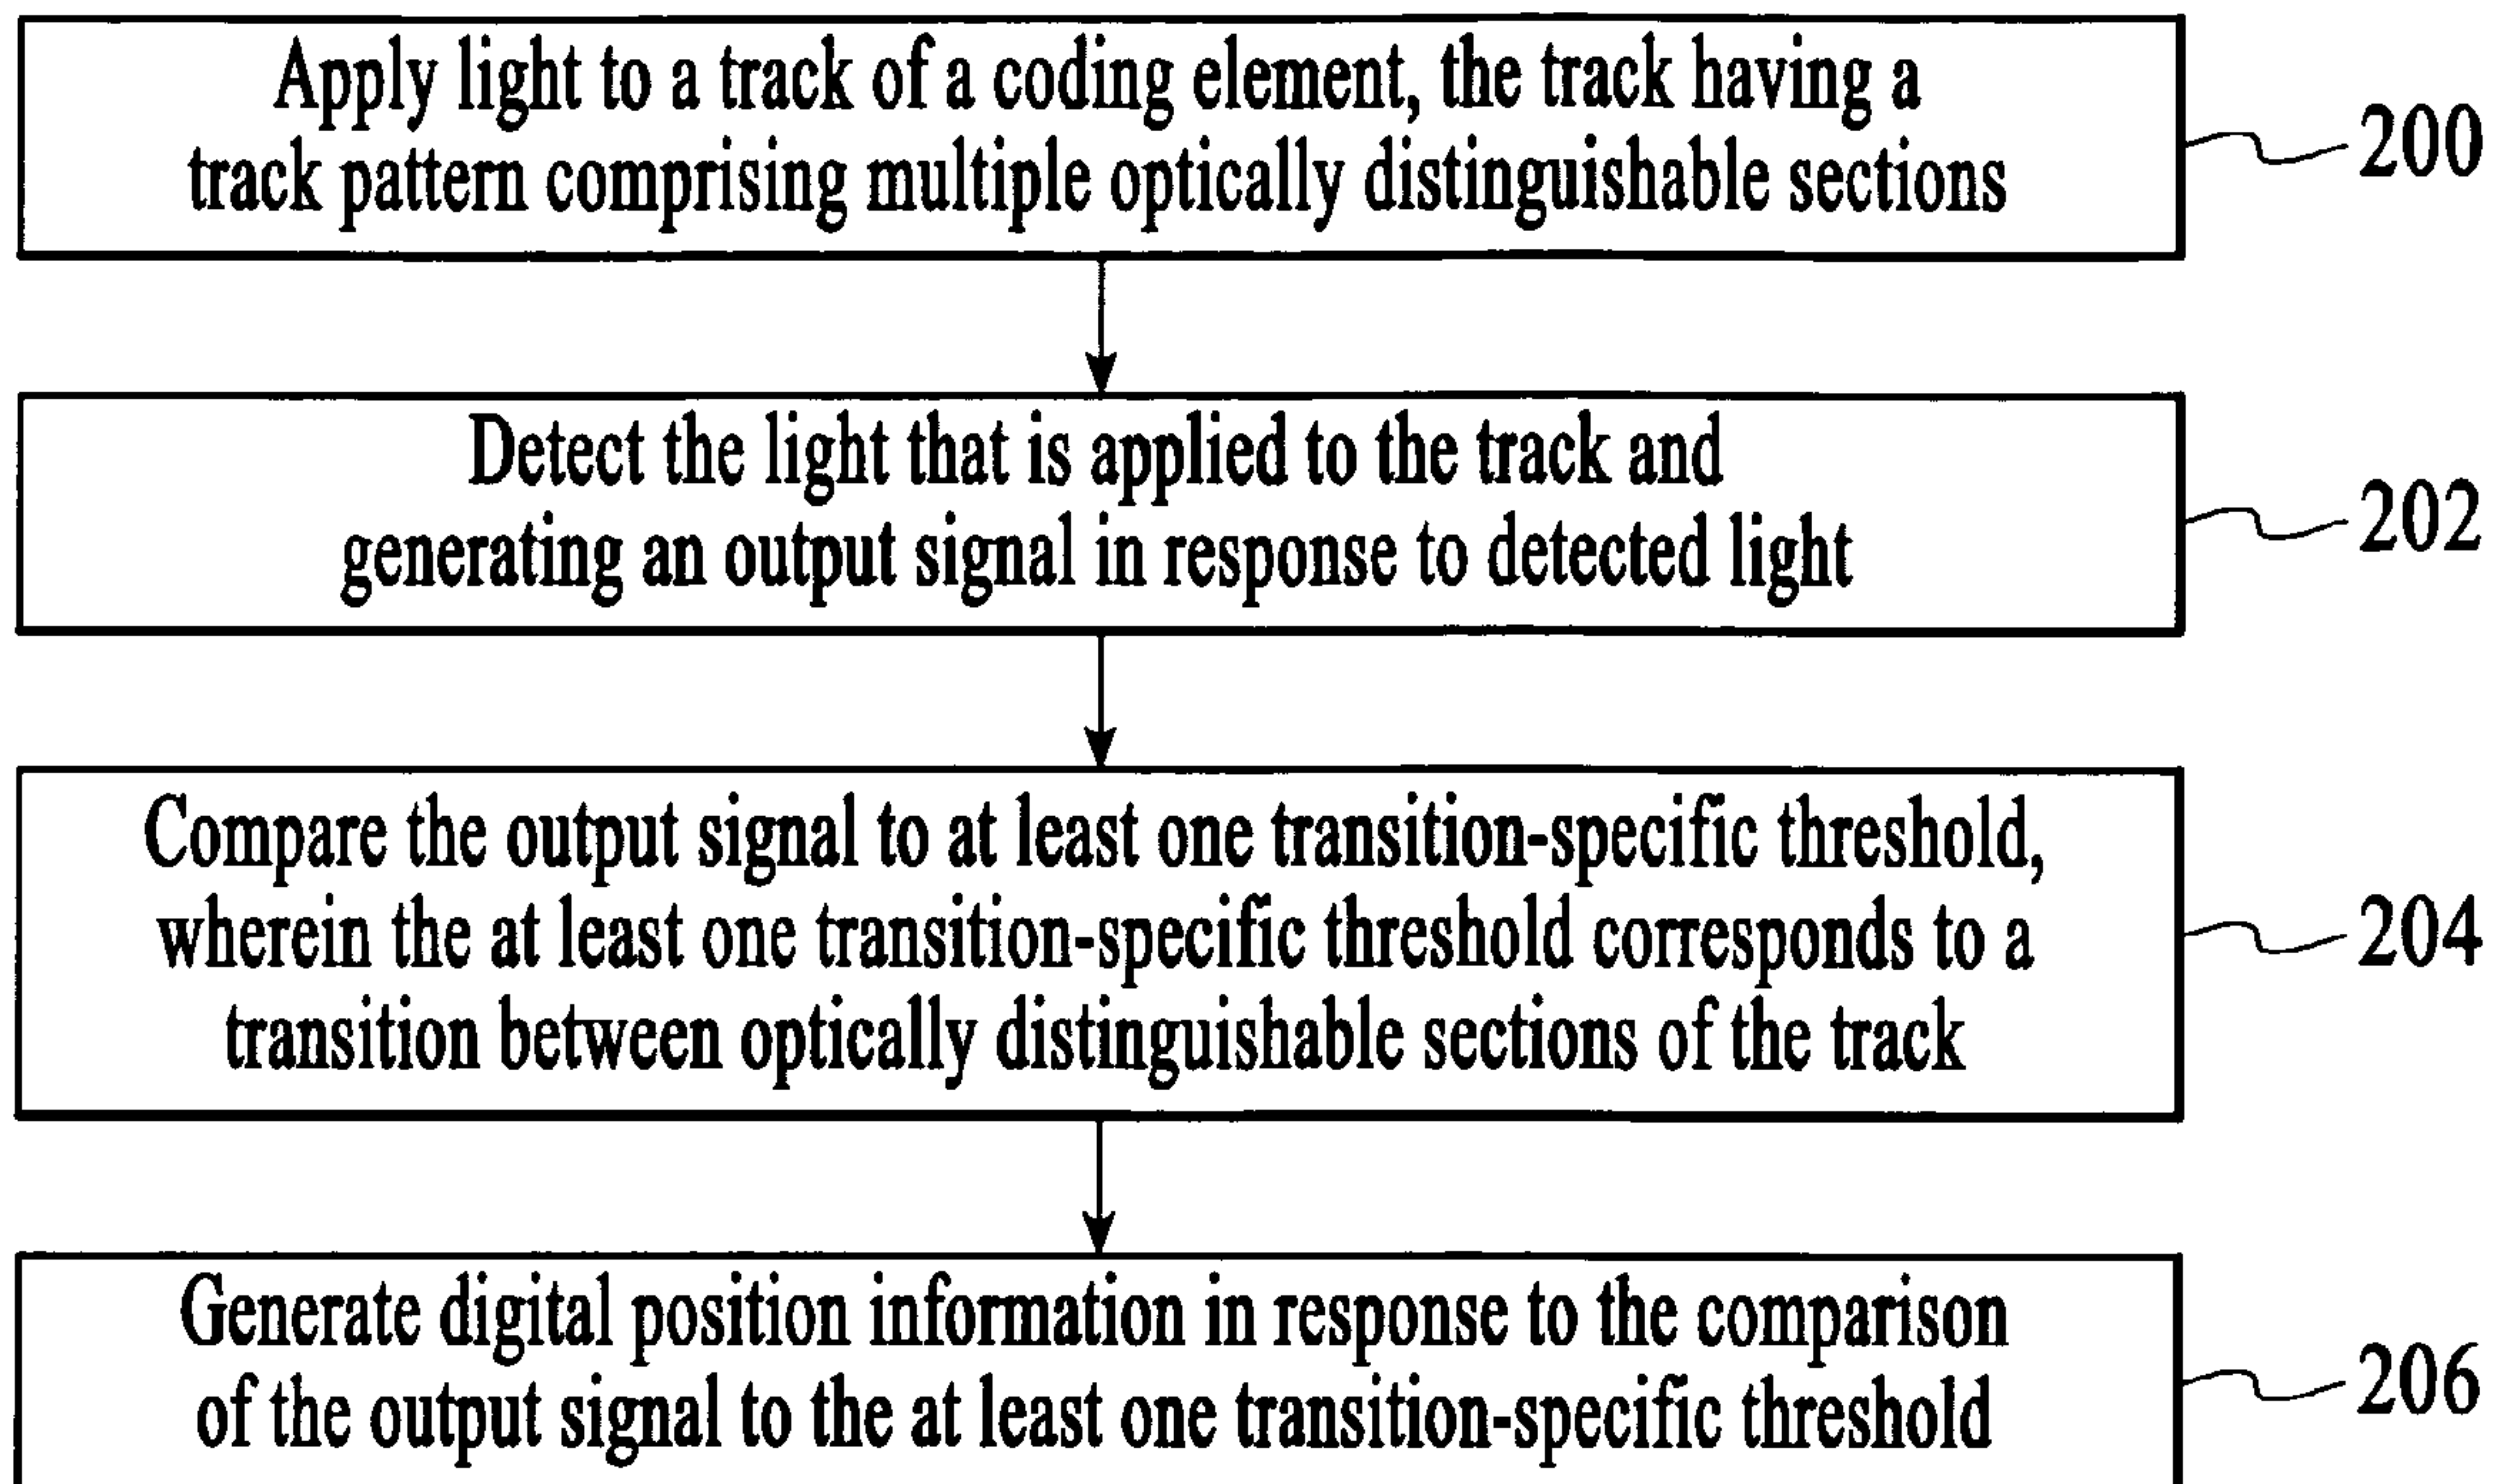 Apply light to a track of a coding element, the track having a
track pattern comprising multiple optically distinguishable sections
200
Detect the light that is applied to the track and
generating an output signal in response to detected light
202
Compare the output signal to at least one transition-specific threshold,
wherein the at least one transition-specific threshold corresponds to a
transition between optically distinguishable sections of the track
204
Generate digital position information in response to the comparison
of the output signal to the at least one transition-specific threshold
206